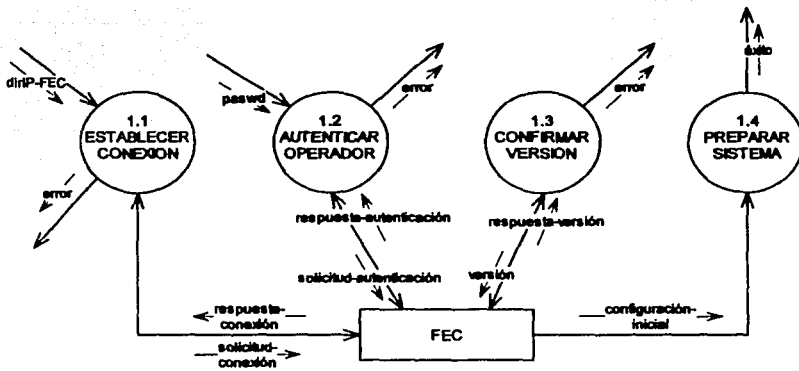 dirIP-FEC
1.1
ESTABLECER
CONEXION
error
paswd
1.2
AUTENTICAR
OPERADOR
error
1.3
CONFIRMAR
VERSION
error
éxito
1.4
PREPARAR
SISTEMA
respuesta-autenticación
solicitud-autenticación
respuesta-versión
versión
respuesta-
conexión
solicitud-
conexión
FEC
configuración-
inicial